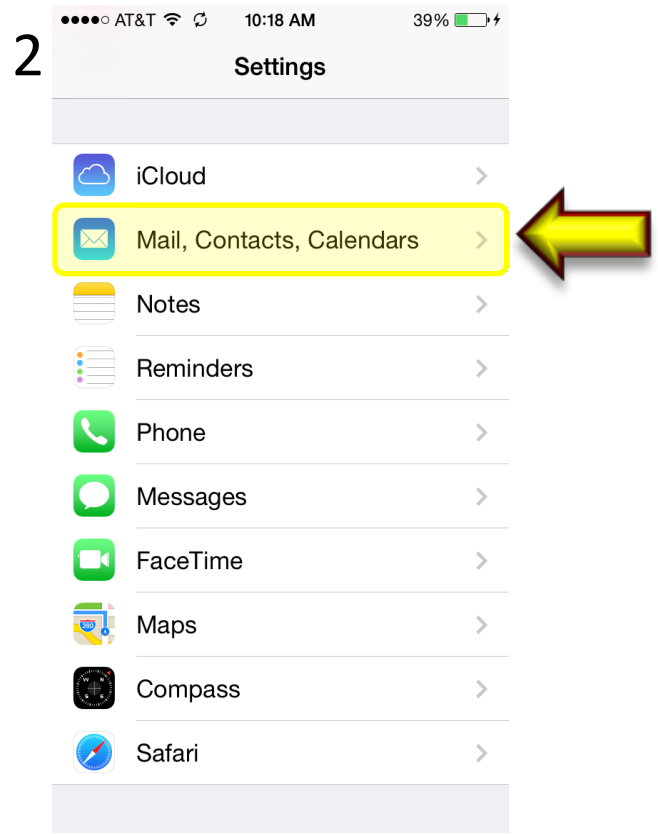 AT&T 10:18 AM 39%
2
Settings
iCloud
Mail, Contacts, Calendars
Notes
Reminders
Phone
Messages
FaceTime
280
Maps
W N
S E
Compass
Safari